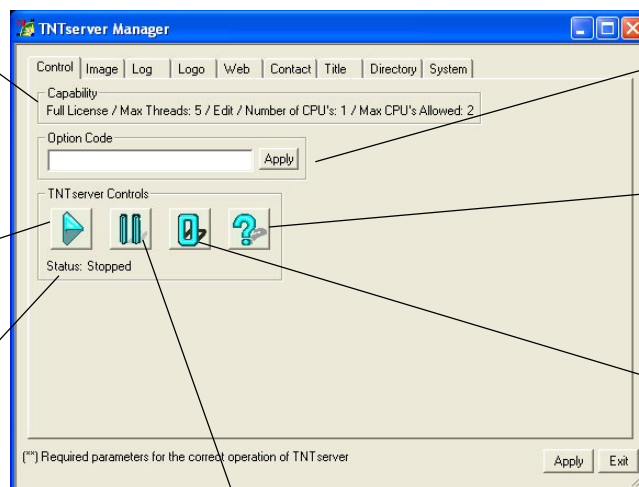 TNTserver Manager
Control Image Log Logo Web Contact Title Directory System
Capability
Full License / Max Threads: 5 / Edit / Number of CPU's: 1 / Max CPU's Allowed: 2
Option Code
Apply
TNTserver Controls
Status: Stopped
(**) Required parameters for the correct operation of TNTserver
Apply Exit